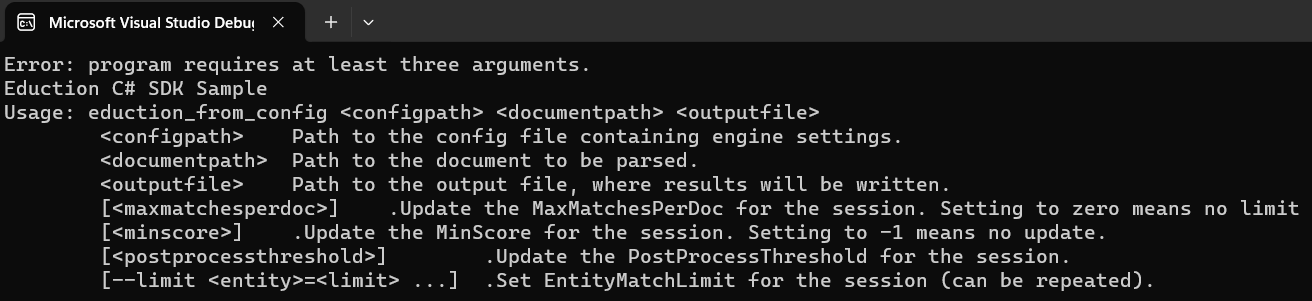 Microsoft Visual Studio Debug
Error: program requires at least three arguments.
Eduction C# SDK Sample
Usage: eduction_from_config <configpath> <documentpath> <outputfile>
<configpath>    Path to the config file containing engine settings.
<documentpath>  Path to the document to be parsed.
<outputfile>    Path to the output file, where results will be written.
[<maxmatchesperdoc>]    .Update the MaxMatchesPerDoc for the session. Setting to zero means no limit
[<minscore>]    .Update the MinScore for the session. Setting to -1 means no update.
[<postprocessthreshold>]        .Update the PostProcessThreshold for the session.
[--limit <entity>=<limit> ...]  .Set EntityMatchLimit for the session (can be repeated).